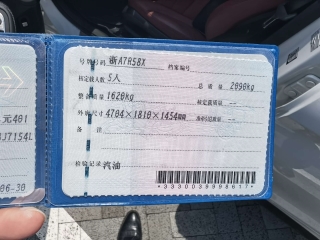 号牌号码 浙A7R58X 档案编号
核定载人数 5人 总质量 2090kg
整备质量 1620kg 核定载质量 --
外廓尺寸 4704×1810×1454mm 准牵引总质量 --
备注
检验记录 汽油
*3330039998617*
元401
06-30